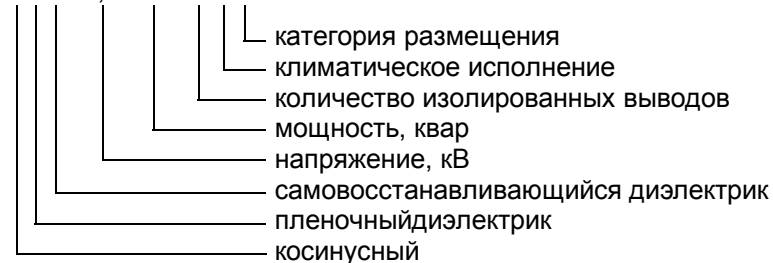 категория размещения
климатическое исполнение
количество изолированных выводов
мощность, квар
напряжение, кВ
самовосстанавливающийся диэлектрик
пленочныйдиэлектрик
косинусный